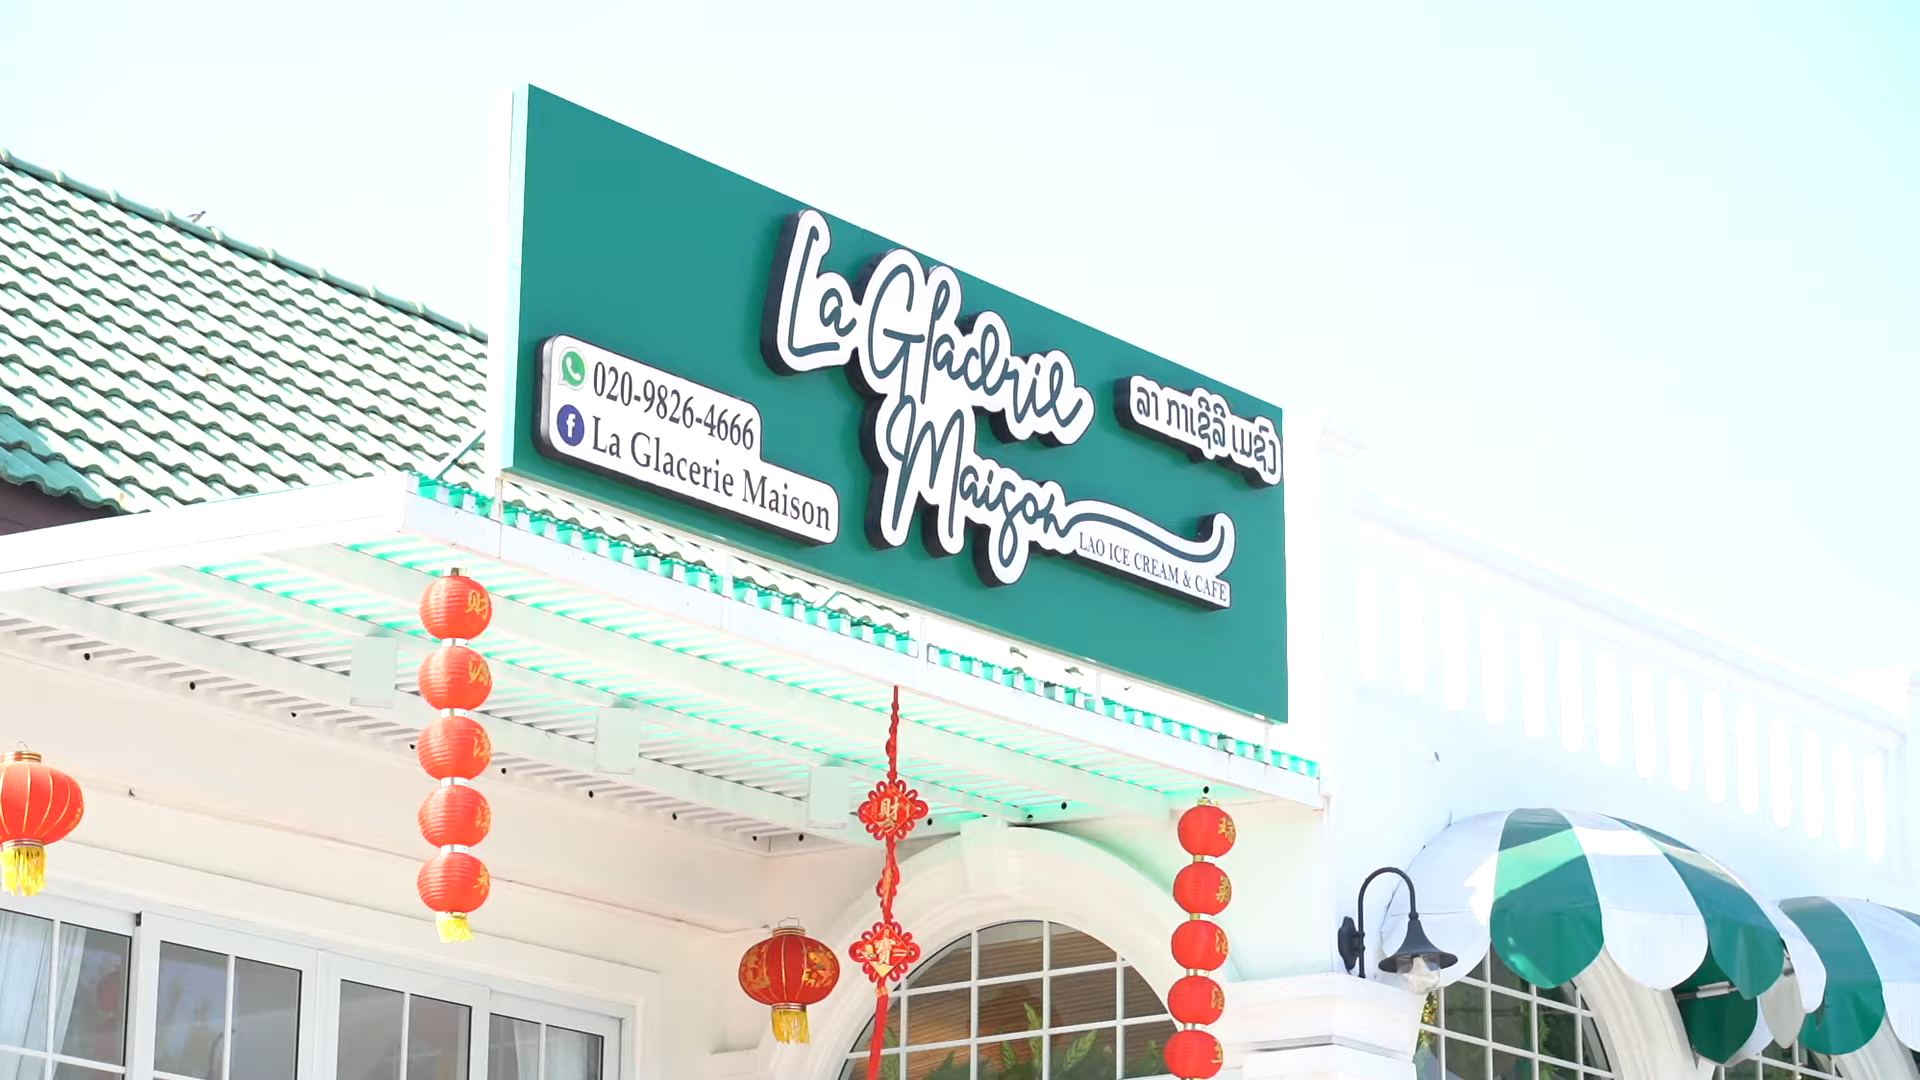 La Glacerie
Maison
LAO ICE CREAM & CAFE
ລາ ກາເຊີລີ ເມຊົງ
020-9826-4666
La Glacerie Maison
财